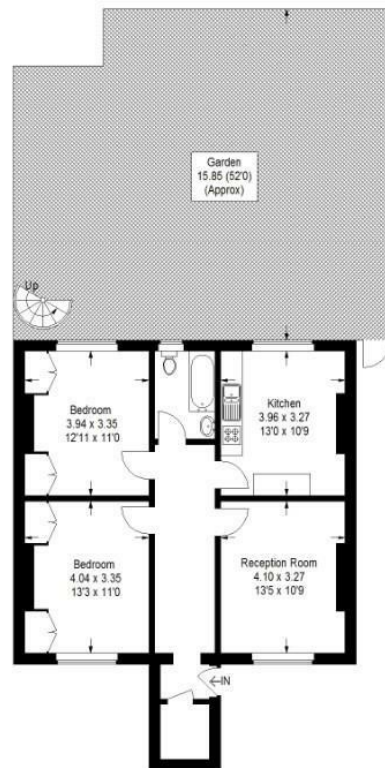 Garden
15.85 (52'0)
(Approx)
Up
Bedroom
3.94 x 3.35
12'11 x 11'0
Kitchen
3.96 x 3.27
13'0 x 10'9
Bedroom
4.04 x 3.35
13'3 x 11'0
Reception Room
4.10 x 3.27
13'5 x 10'9
IN